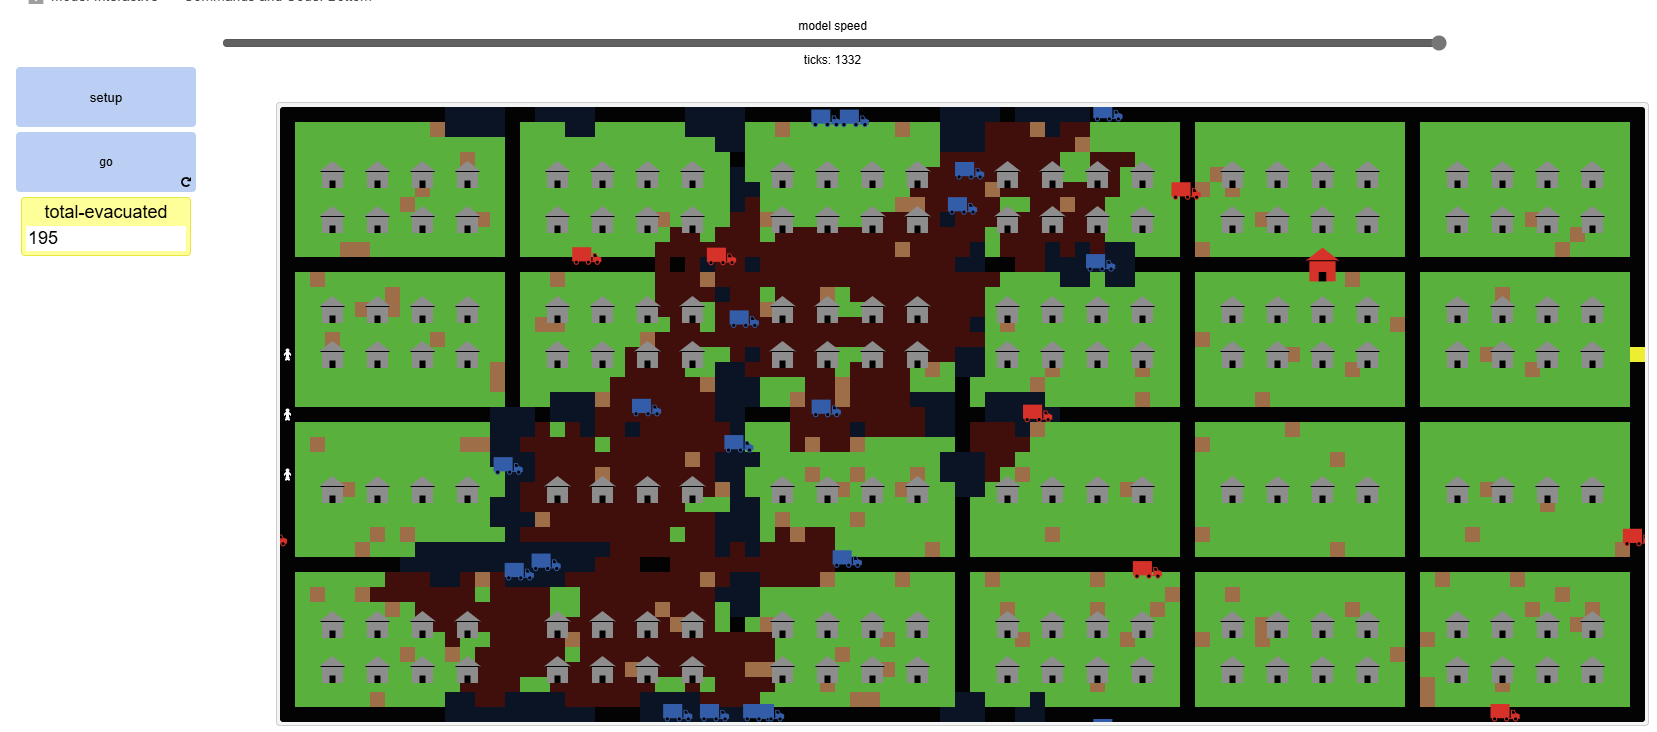 model speed
ticks: 1332
setup
go
total-evacuated
195